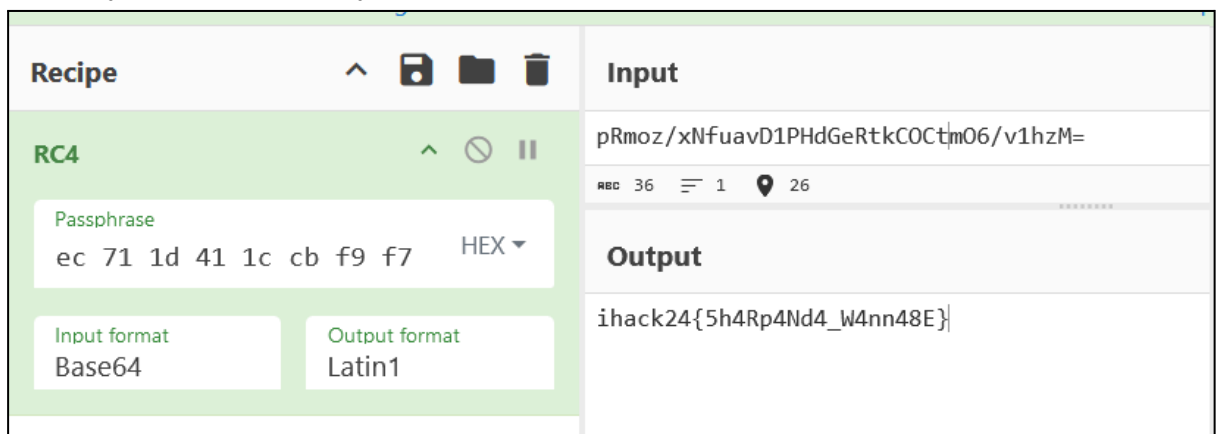 Recipe
RC4
Passphrase
ec 71 1d 41 1c cb f9 f7
HEX
Input format
Base64
Output format
Latin1
Input
pRmoz/xNfuavD1PHdGeRtkCOCtmO6/v1hzM=
ABC 36 1 26
Output
ihack24{5h4Rp4Nd4_W4nn48E}